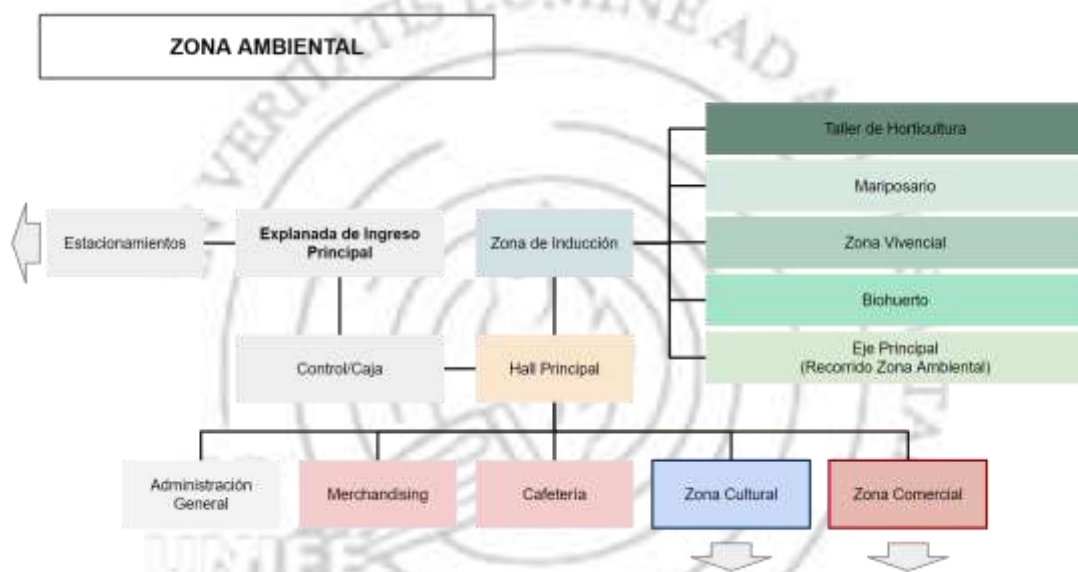 ZONA AMBIENTAL
Taller de Horticultura
Mariposario
Estacionamientos
Explanada de Ingreso
Principal
Zona de Inducción
Zona Vivencial
Biohuerto
Control/Caja
Hall Principal
Eje Principal
(Recorrido Zona Ambiental)
Administración
General
Merchandising
Cafetería
Zona Cultural
Zona Comercial